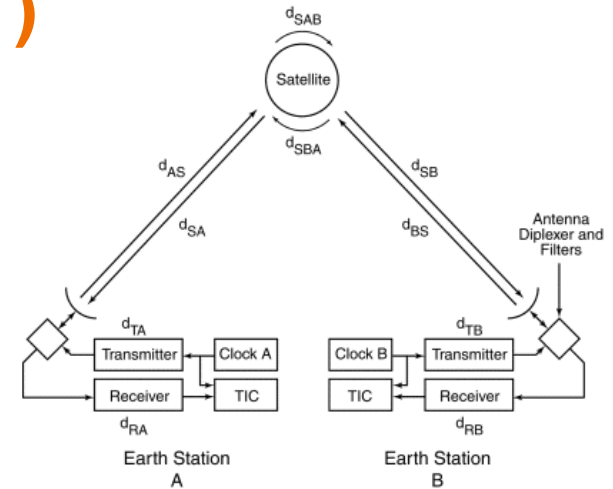 )
dSAB
Satellite
dSBA
dAS
dSB
dSA
dBS
Antenna
Diplexer and
Filters
dTA
dTB
Transmitter
Clock A
Clock B
Transmitter
Receiver
TIC
TIC
Receiver
dRA
dRB
Earth Station
A
Earth Station
B